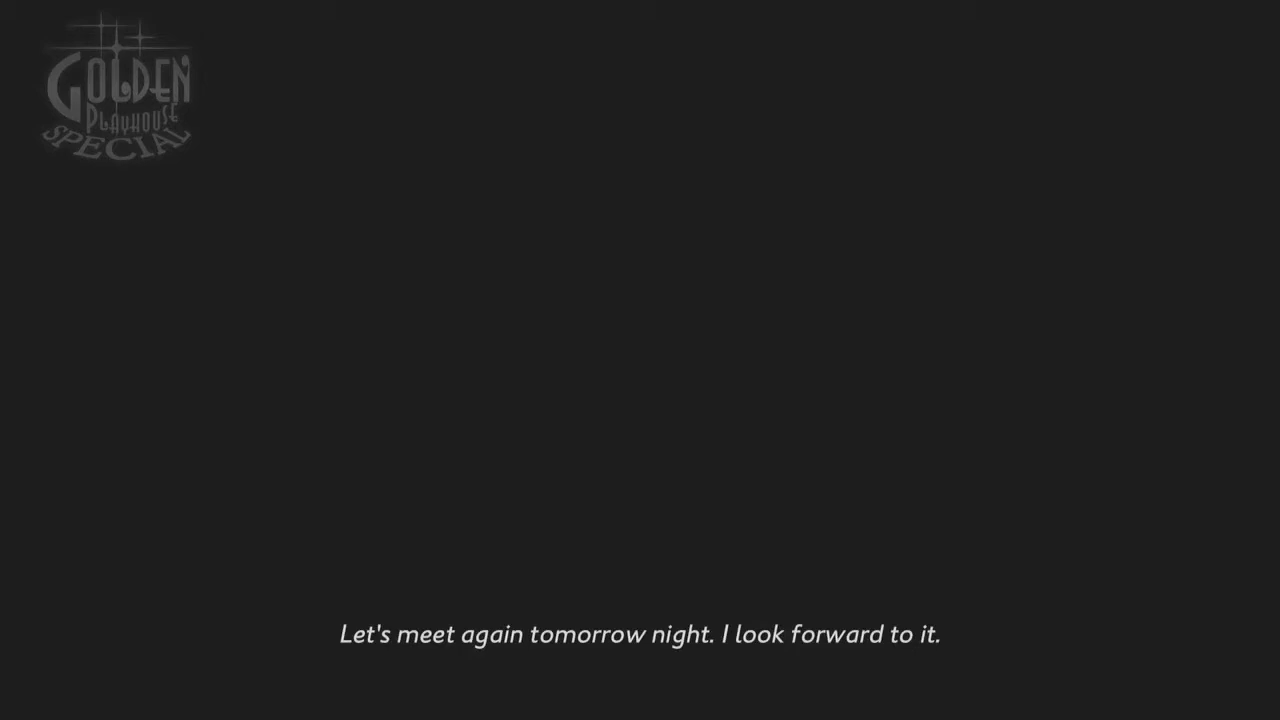 GOLDEN
PLAYHOUSE
SPECIAL
Let's meet again tomorrow night. I look forward to it.